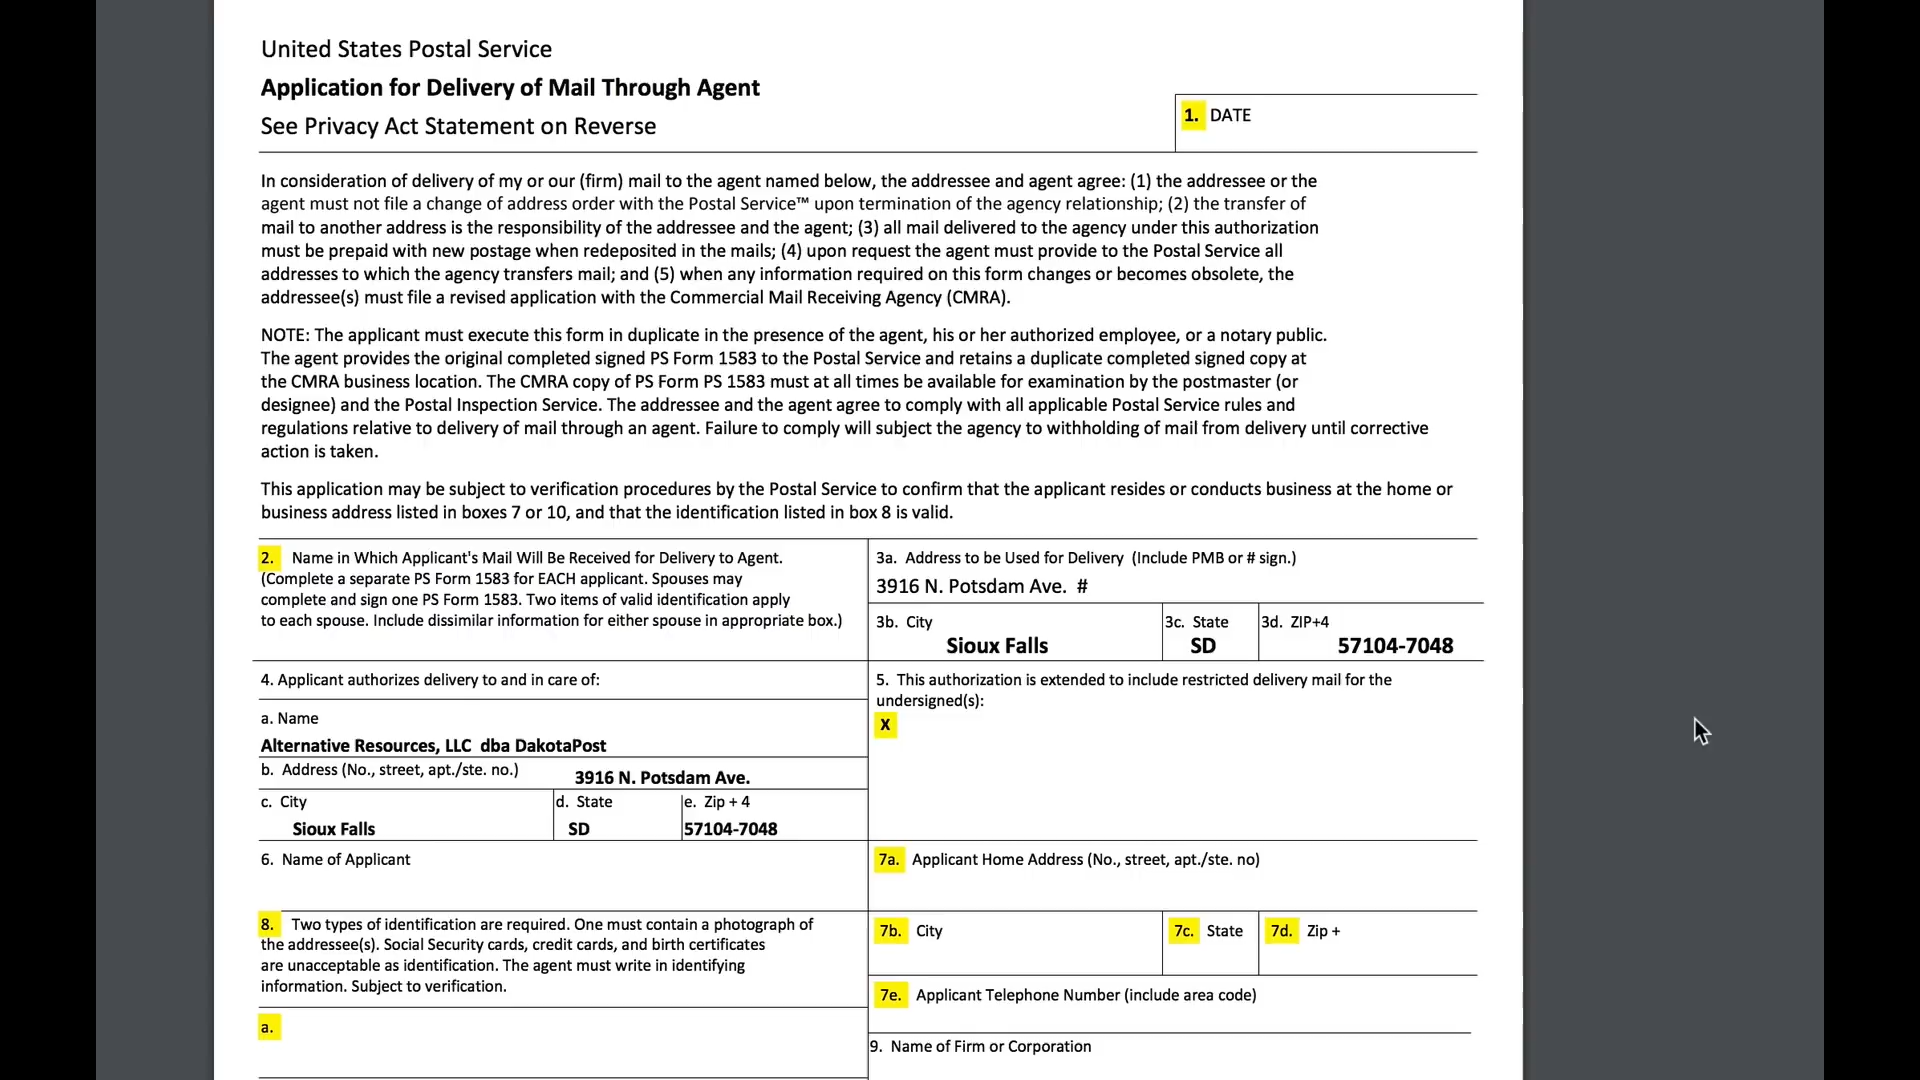 United States Postal Service
Application for Delivery of Mail Through Agent
See Privacy Act Statement on Reverse
1. DATE
In consideration of delivery of my or our (firm) mail to the agent named below, the addressee and agent agree: (1) the addressee or the
agent must not file a change of address order with the Postal Service™ upon termination of the agency relationship; (2) the transfer of
mail to another address is the responsibility of the addressee and the agent; (3) all mail delivered to the agency under this authorization
must be prepaid with new postage when redeposited in the mails; (4) upon request the agent must provide to the Postal Service all
addresses to which the agency transfers mail; and (5) when any information required on this form changes or becomes obsolete, the
addressee(s) must file a revised application with the Commercial Mail Receiving Agency (CMRA).
NOTE: The applicant must execute this form in duplicate in the presence of the agent, his or her authorized employee, or a notary public.
The agent provides the original completed signed PS Form 1583 to the Postal Service and retains a duplicate completed signed copy at
the CMRA business location. The CMRA copy of PS Form PS 1583 must at all times be available for examination by the postmaster (or
designee) and the Postal Inspection Service. The addressee and the agent agree to comply with all applicable Postal Service rules and
regulations relative to delivery of mail through an agent. Failure to comply will subject the agency to withholding of mail from delivery until corrective
action is taken.
This application may be subject to verification procedures by the Postal Service to confirm that the applicant resides or conducts business at the home or
business address listed in boxes 7 or 10, and that the identification listed in box 8 is valid.
2. Name in Which Applicant's Mail Will Be Received for Delivery to Agent.
(Complete a separate PS Form 1583 for EACH applicant. Spouses may
complete and sign one PS Form 1583. Two items of valid identification apply
to each spouse. Include dissimilar information for either spouse in appropriate box.)
3a. Address to be Used for Delivery (Include PMB or # sign.)
3916 N. Potsdam Ave. #
3b. City
Sioux Falls
3c. State
SD
3d. ZIP+4
57104-7048
4. Applicant authorizes delivery to and in care of:
a. Name
Alternative Resources, LLC dba DakotaPost
b. Address (No., street, apt./ste. no.)
3916 N. Potsdam Ave.
c. City
Sioux Falls
d. State
SD
e. Zip + 4
57104-7048
5. This authorization is extended to include restricted delivery mail for the
undersigned(s):
X
6. Name of Applicant
7a. Applicant Home Address (No., street, apt./ste. no)
8. Two types of identification are required. One must contain a photograph of
the addressee(s). Social Security cards, credit cards, and birth certificates
are unacceptable as identification. The agent must write in identifying
information. Subject to verification.
a.
7b. City
7c. State
7d. Zip +
7e. Applicant Telephone Number (include area code)
9. Name of Firm or Corporation